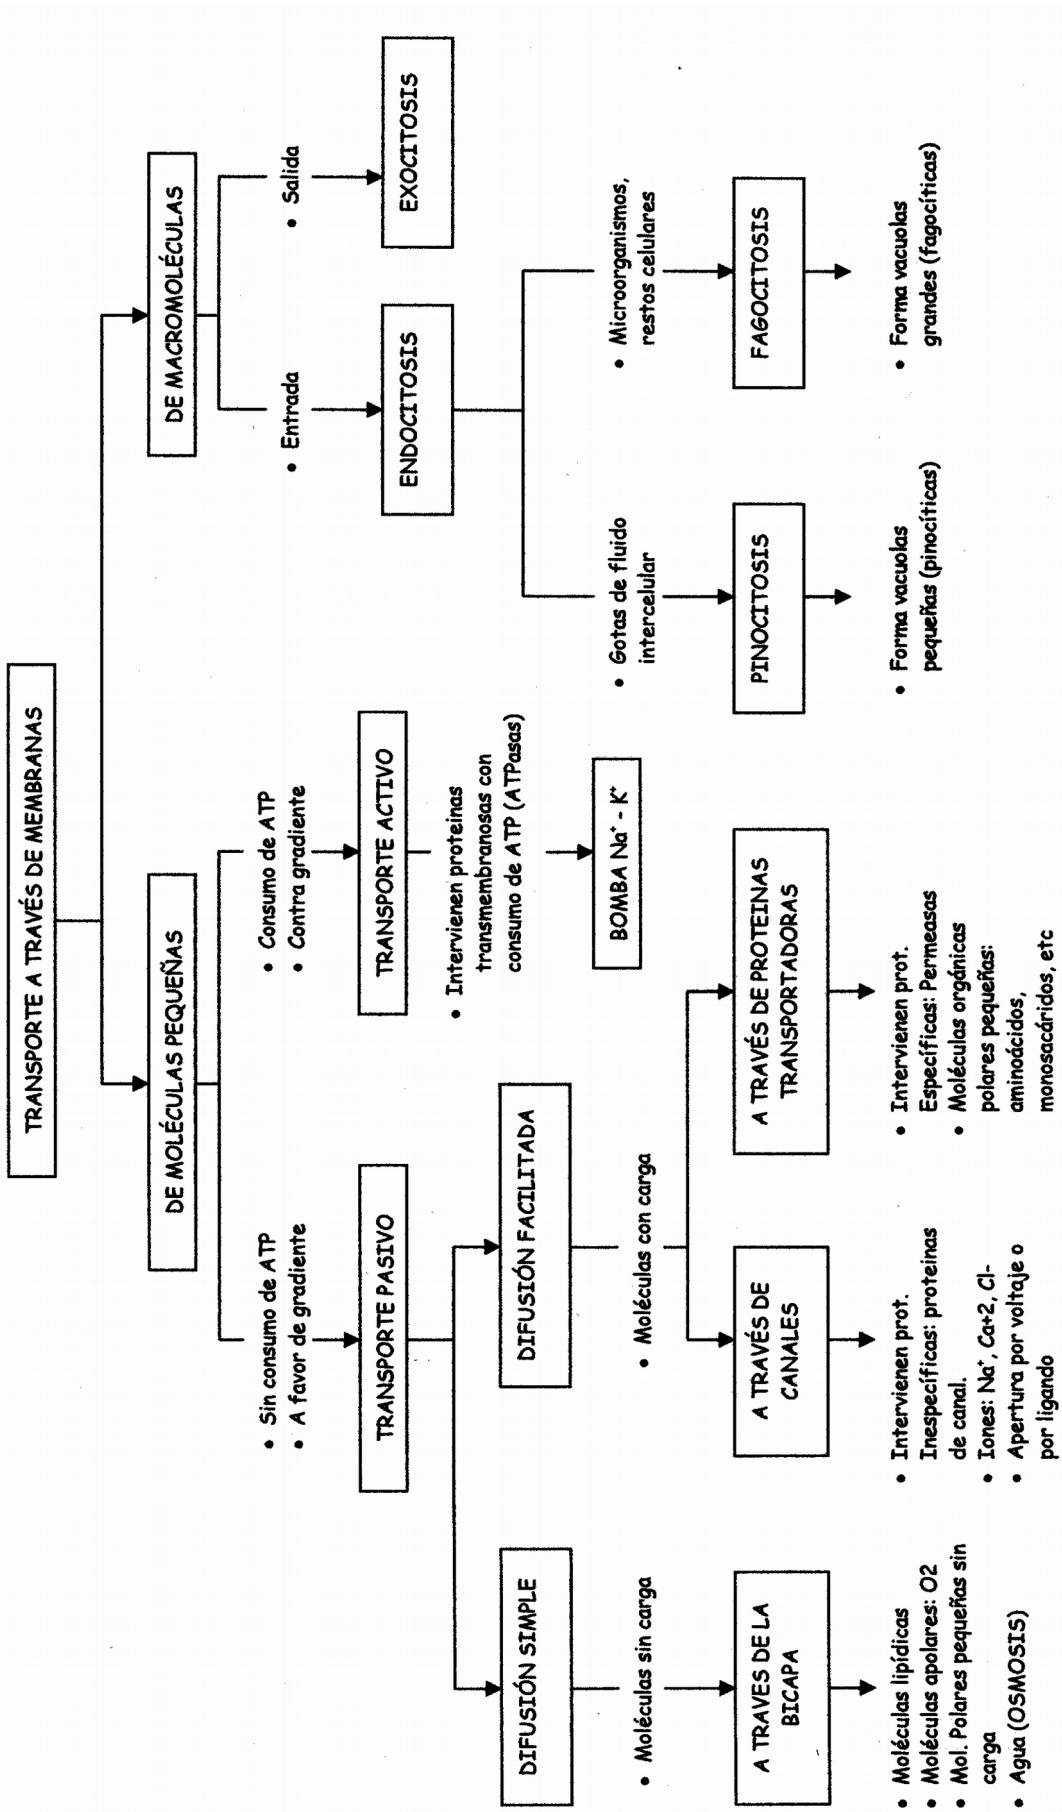 TRANSPORTE A TRAVÉS DE MEMBRANAS
DE MOLÉCULAS PEQUEÑAS
DE MACROMOLÉCULAS
• Sin consumo de ATP
• A favor de gradiente
• Consumo de ATP
• Contra gradiente
• Entrada
• Salida
TRANSPORTE PASIVO
TRANSPORTE ACTIVO
ENDOCITOSIS
EXOCITOSIS
• Intervienen proteinas
transmembranosas con
consumo de ATP (ATPasas)
DIFUSIÓN SIMPLE
DIFUSIÓN FACILITADA
BOMBA Na⁺ - K⁺
• Moléculas sin carga
• Moléculas con carga
• Gotas de fluido
intercelular
• Microorganismos,
restos celulares
A TRAVES DE LA
BICAPA
A TRAVÉS DE
CANALES
A TRAVÉS DE PROTEINAS
TRANSPORTADORAS
PINOCITOSIS
FAGOCITOSIS
• Moléculas lipídicas
• Moléculas apolares: O2
• Mol. Polares pequeñas sin
carga
• Agua (OSMOSIS)
• Intervienen prot.
Inespecíficas: proteinas
de canal.
• Iones: Na⁺, Ca+2, Cl-
• Apertura por voltaje o
por ligando
• Intervienen prot.
Específicas: Permeasas
• Moléculas orgánicas
polares pequeñas:
aminoácidos,
monosacáridos, etc
• Forma vacuolas
pequeñas (pinocíticas)
• Forma vacuolas
grandes (fagocíticas)